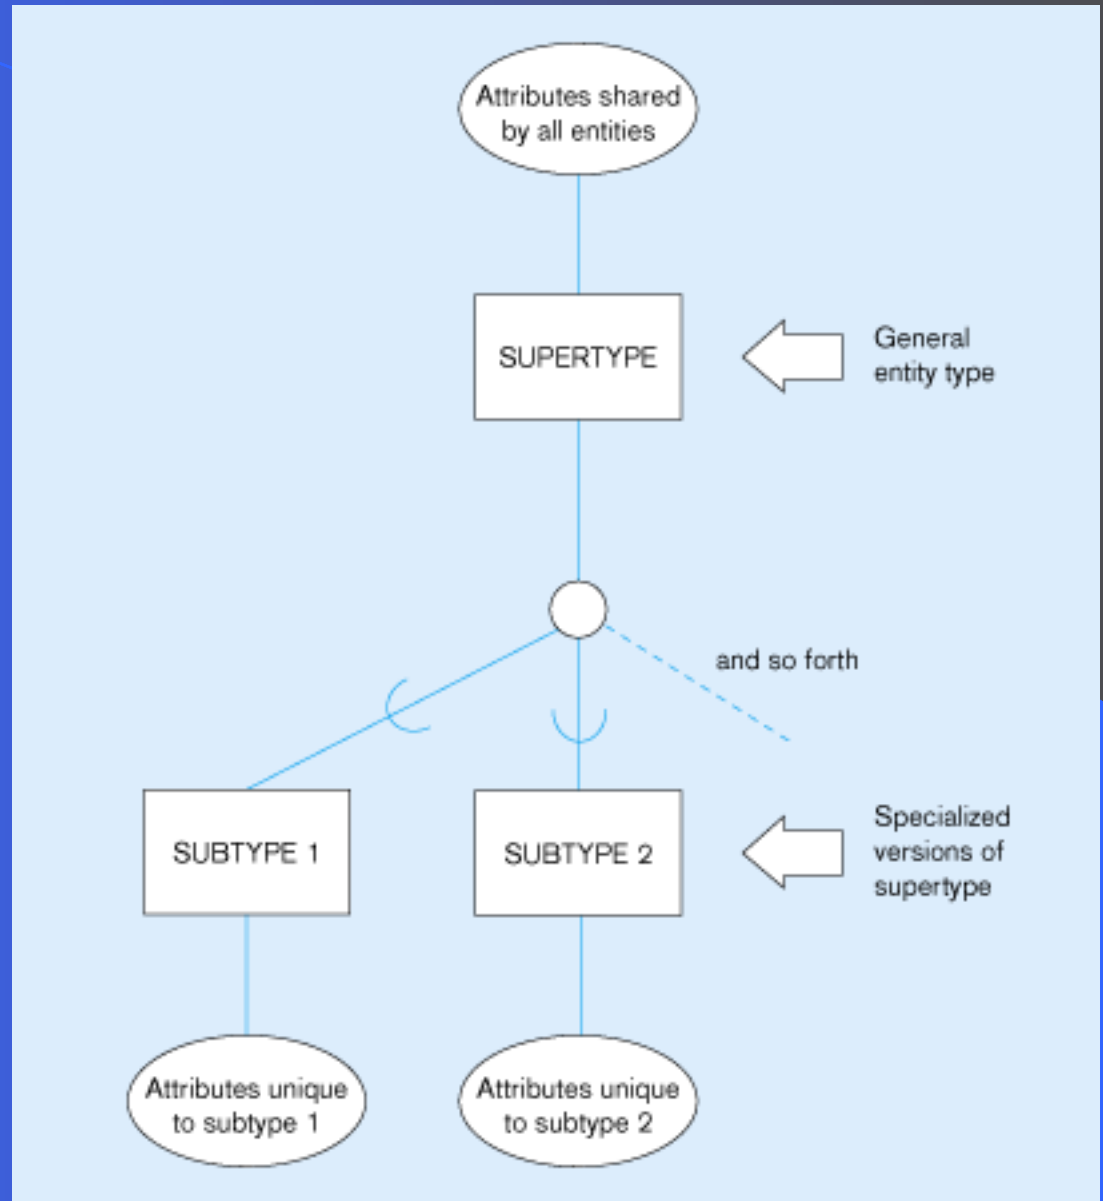 Attributes shared
by all entities
SUPERTYPE
General
entity type
and so forth
SUBTYPE 1
SUBTYPE 2
Specialized
versions of
supertype
Attributes unique
to subtype 1
Attributes unique
to subtype 2